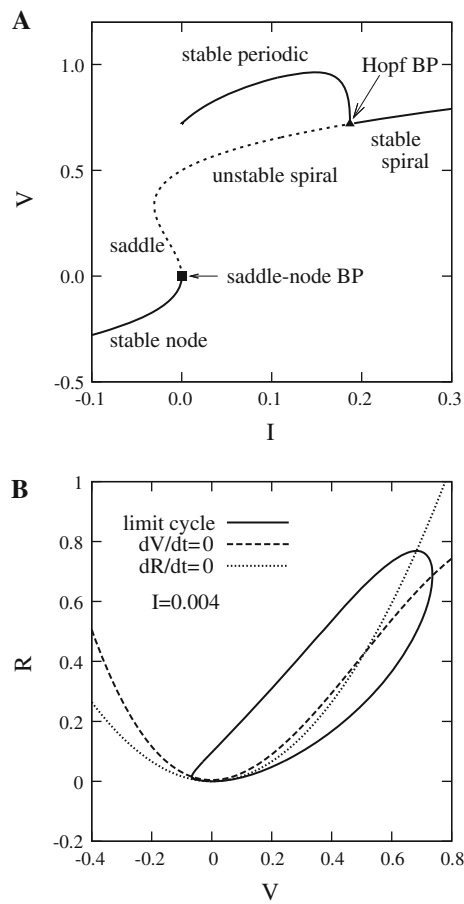 A
1.0
0.5
0.0
-0.5
V
stable periodic
Hopf BP
stable
spiral
unstable spiral
saddle
saddle-node BP
stable node
-0.1 0.0 0.1 0.2 0.3
I
B
1
0.8
0.6
0.4
0.2
0
-0.2
R
limit cycle
dV/dt=0
dR/dt=0
I=0.004
-0.4 -0.2 0 0.2 0.4 0.6 0.8
V